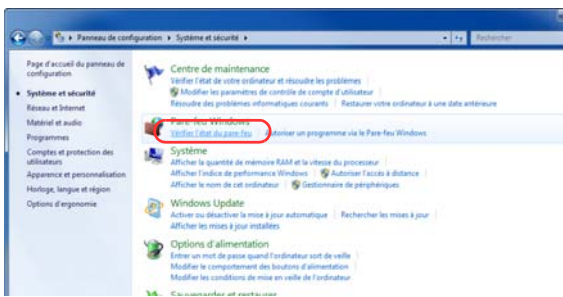 Panneau de configuration ▸ Système et sécurité ▸
Rechercher
Page d'accueil du panneau de
configuration
Système et sécurité
Réseau et Internet
Matériel et audio
Programmes
Comptes et protection des
utilisateurs
Apparence et personnalisation
Horloge, langue et région
Options d'ergonomie
Centre de maintenance
Vérifier l'état de votre ordinateur et résoudre les problèmes
Modifier les paramètres de contrôle de compte d'utilisateur
Résoudre des problèmes informatiques courants
Restaurer votre ordinateur à une date antérieure
Pare-feu Windows
Vérifier l'état du pare-feu
Autoriser un programme via le Pare-feu Windows
Système
Afficher la quantité de mémoire RAM et la vitesse du processeur
Afficher l'indice de performance Windows
Autoriser l'accès à distance
Afficher le nom de cet ordinateur
Gestionnaire de périphériques
Windows Update
Activer ou désactiver la mise à jour automatique
Rechercher les mises à jour
Afficher les mises à jour installées
Options d'alimentation
Entrer un mot de passe quand l'ordinateur sort de veille
Modifier le comportement des boutons d'alimentation
Modifier les conditions de mise en veille de l'ordinateur
Sauvegarder et restaurer